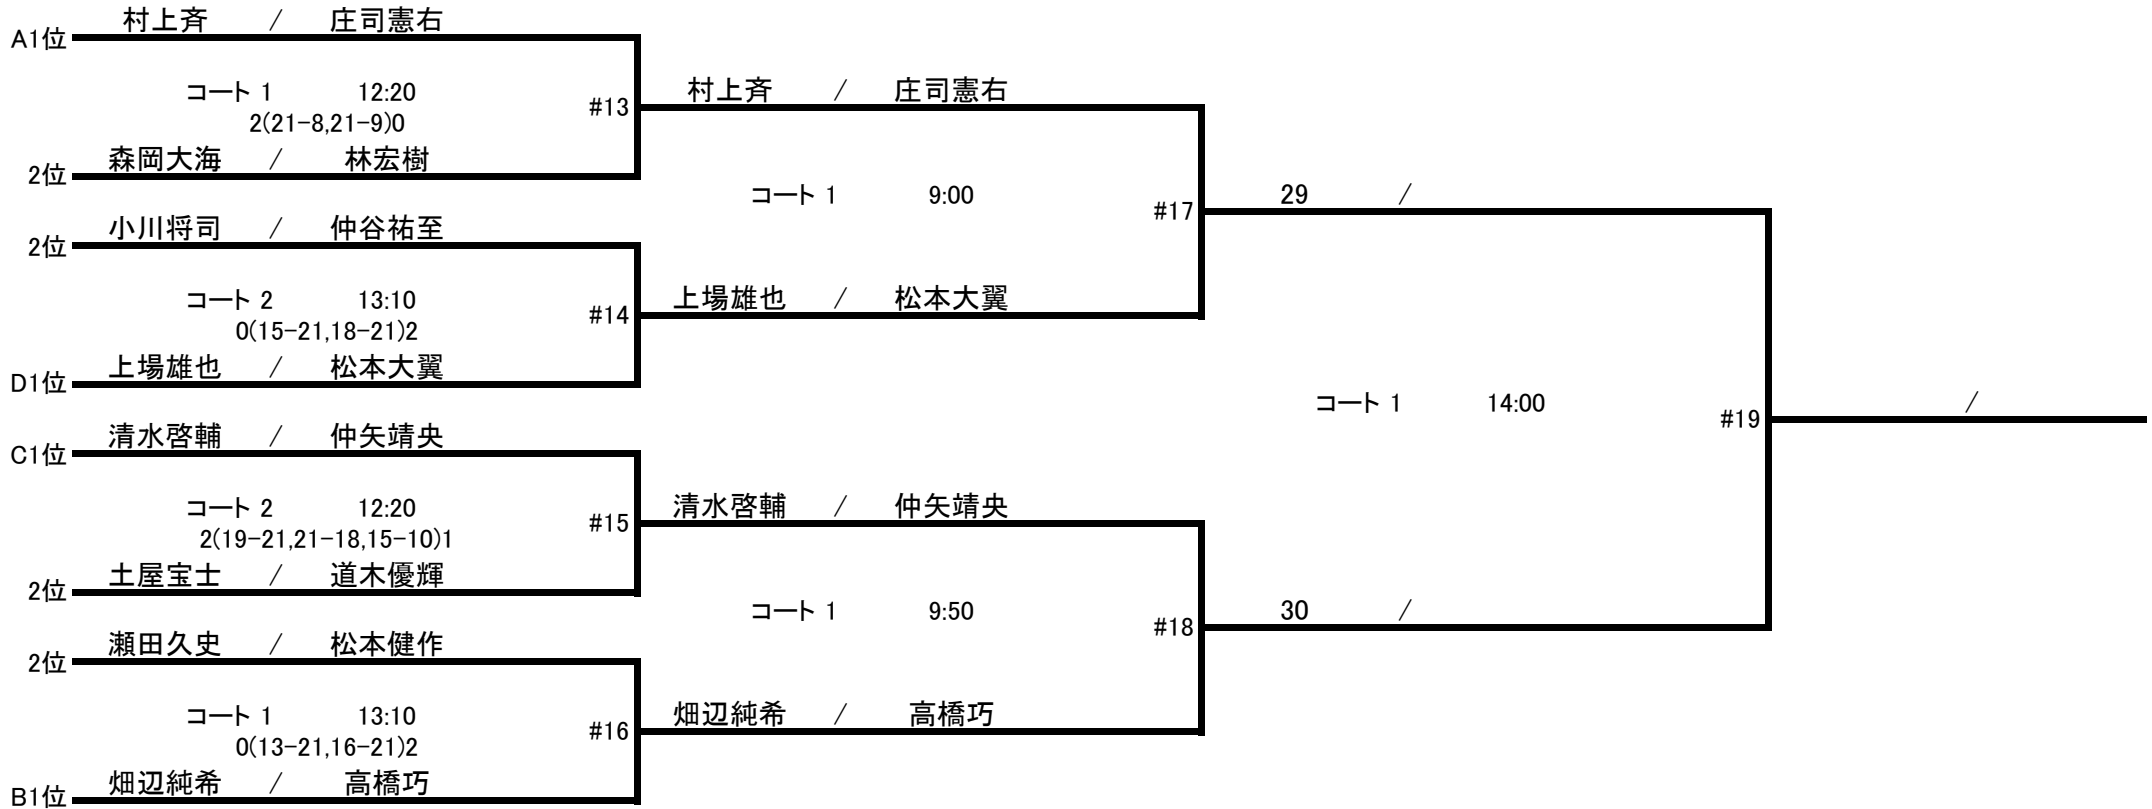 村上斉 / 庄司憲右
A1位
コート 1 12:20
2(21-8,21-9)0
#13
森岡大海 / 林宏樹
2位
小川将司 / 仲谷祐至
2位
コート 2 13:10
0(15-21,18-21)2
#14
上場雄也 / 松本大翼
D1位
清水啓輔 / 仲矢靖央
C1位
コート 2 12:20
2(19-21,21-18,15-10)1
#15
土屋宝士 / 道木優輝
2位
瀬田久史 / 松本健作
2位
コート 1 13:10
0(13-21,16-21)2
#16
畑辺純希 / 高橋巧
B1位
村上斉 / 庄司憲右
コート 1 9:00
#17
上場雄也 / 松本大翼
清水啓輔 / 仲矢靖央
コート 1 9:50
#18
畑辺純希 / 高橋巧
29 /
コート 1 14:00
#19
30 /
/